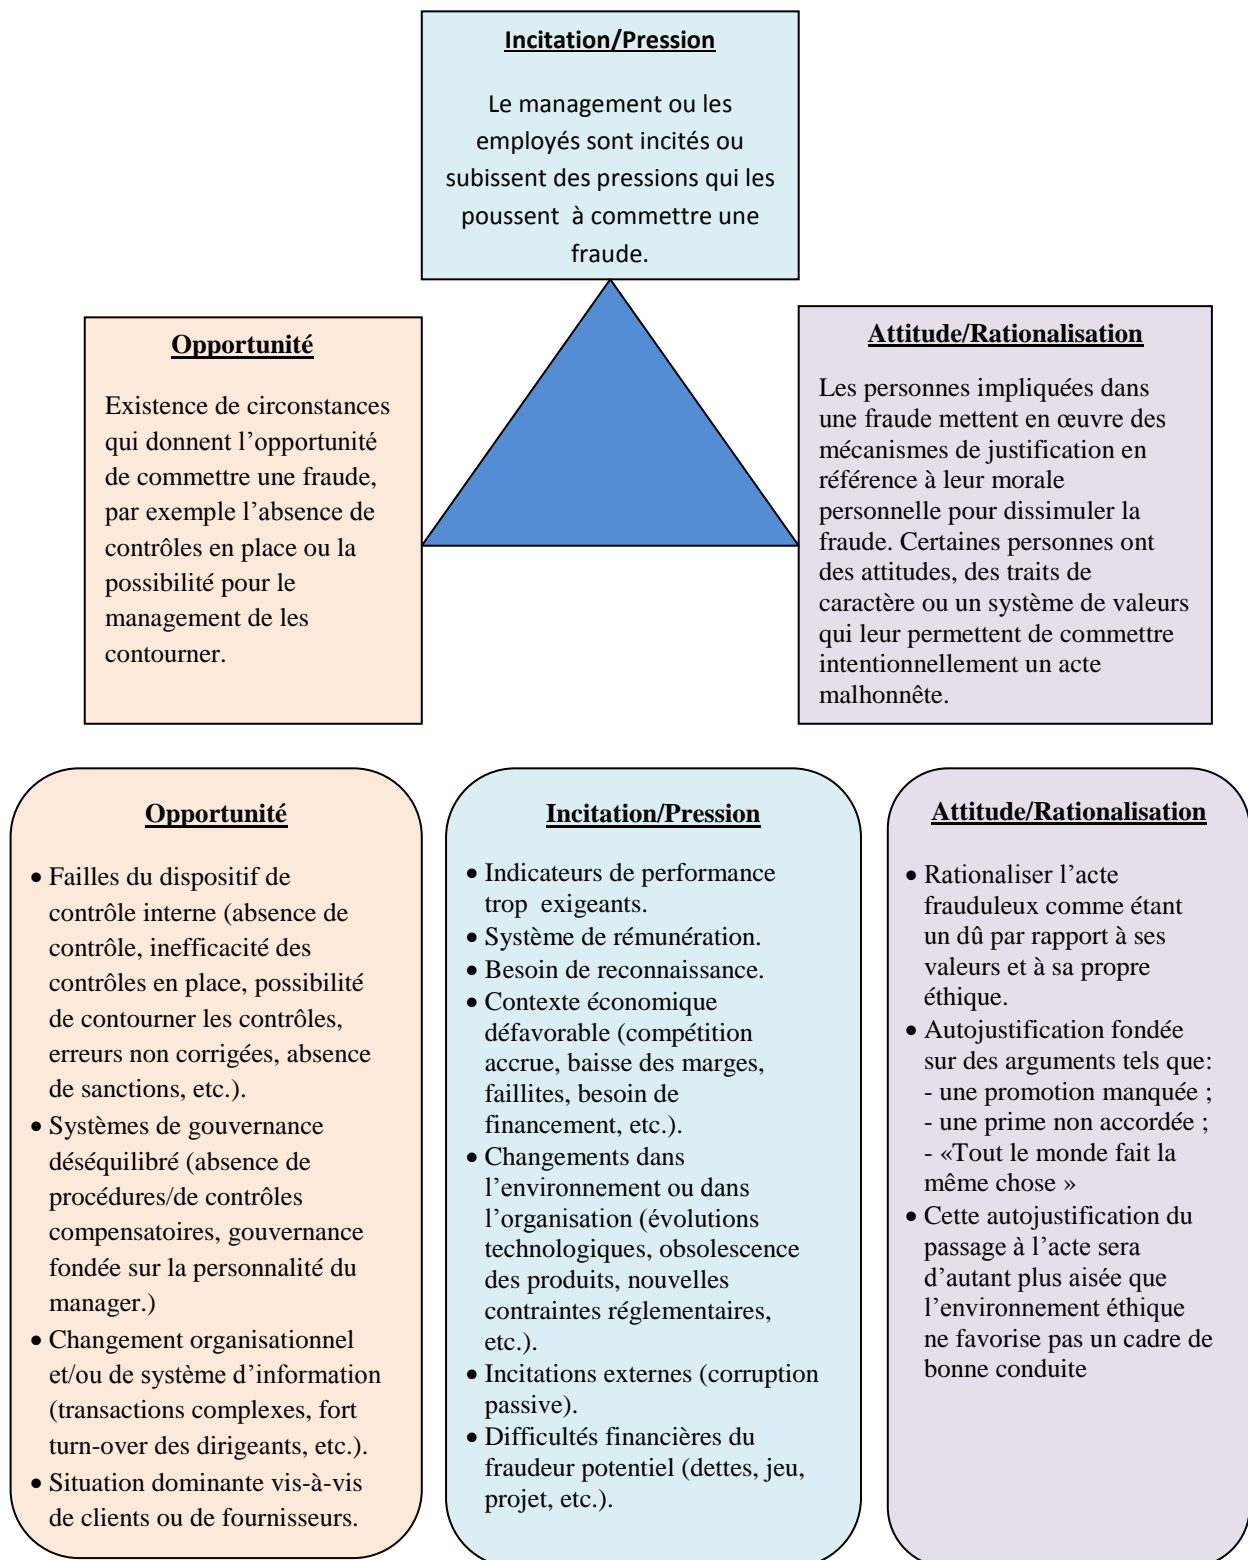 Incitation/Pression
Le management ou les
employés sont incités ou
subissent des pressions qui les
poussent à commettre une
fraude.
Opportunité
Existence de circonstances
qui donnent l’opportunité
de commettre une fraude,
par exemple l’absence de
contrôles en place ou la
possibilité pour le
management de les
contourner.
Attitude/Rationalisation
Les personnes impliquées dans
une fraude mettent en œuvre des
mécanismes de justification en
référence à leur morale
personnelle pour dissimuler la
fraude. Certaines personnes ont
des attitudes, des traits de
caractère ou un système de valeurs
qui leur permettent de commettre
intentionnellement un acte
malhonnête.
Opportunité
• Failles du dispositif de
contrôle interne (absence de
contrôle, inefficacité des
contrôles en place, possibilité
de contourner les contrôles,
erreurs non corrigées, absence
de sanctions, etc.).
• Systèmes de gouvernance
déséquilibré (absence de
procédures/de contrôles
compensatoires, gouvernance
fondée sur la personnalité du
manager.)
• Changement organisationnel
et/ou de système d’information
(transactions complexes, fort
turn-over des dirigeants, etc.).
• Situation dominante vis-à-vis
de clients ou de fournisseurs.
Incitation/Pression
• Indicateurs de performance
trop exigeants.
• Système de rémunération.
• Besoin de reconnaissance.
• Contexte économique
défavorable (compétition
accrue, baisse des marges,
faillites, besoin de
financement, etc.).
• Changements dans
l’environnement ou dans
l’organisation (évolutions
technologiques, obsolescence
des produits, nouvelles
contraintes réglementaires,
etc.).
• Incitations externes (corruption
passive).
• Difficultés financières du
fraudeur potentiel (dettes, jeu,
projet, etc.).
Attitude/Rationalisation
• Rationaliser l’acte
frauduleux comme étant
un dû par rapport à ses
valeurs et à sa propre
éthique.
• Autojustification fondée
sur des arguments tels que:
- une promotion manquée ;
- une prime non accordée ;
- «Tout le monde fait la
même chose »
• Cette autojustification du
passage à l’acte sera
d’autant plus aisée que
l’environnement éthique
ne favorise pas un cadre de
bonne conduite